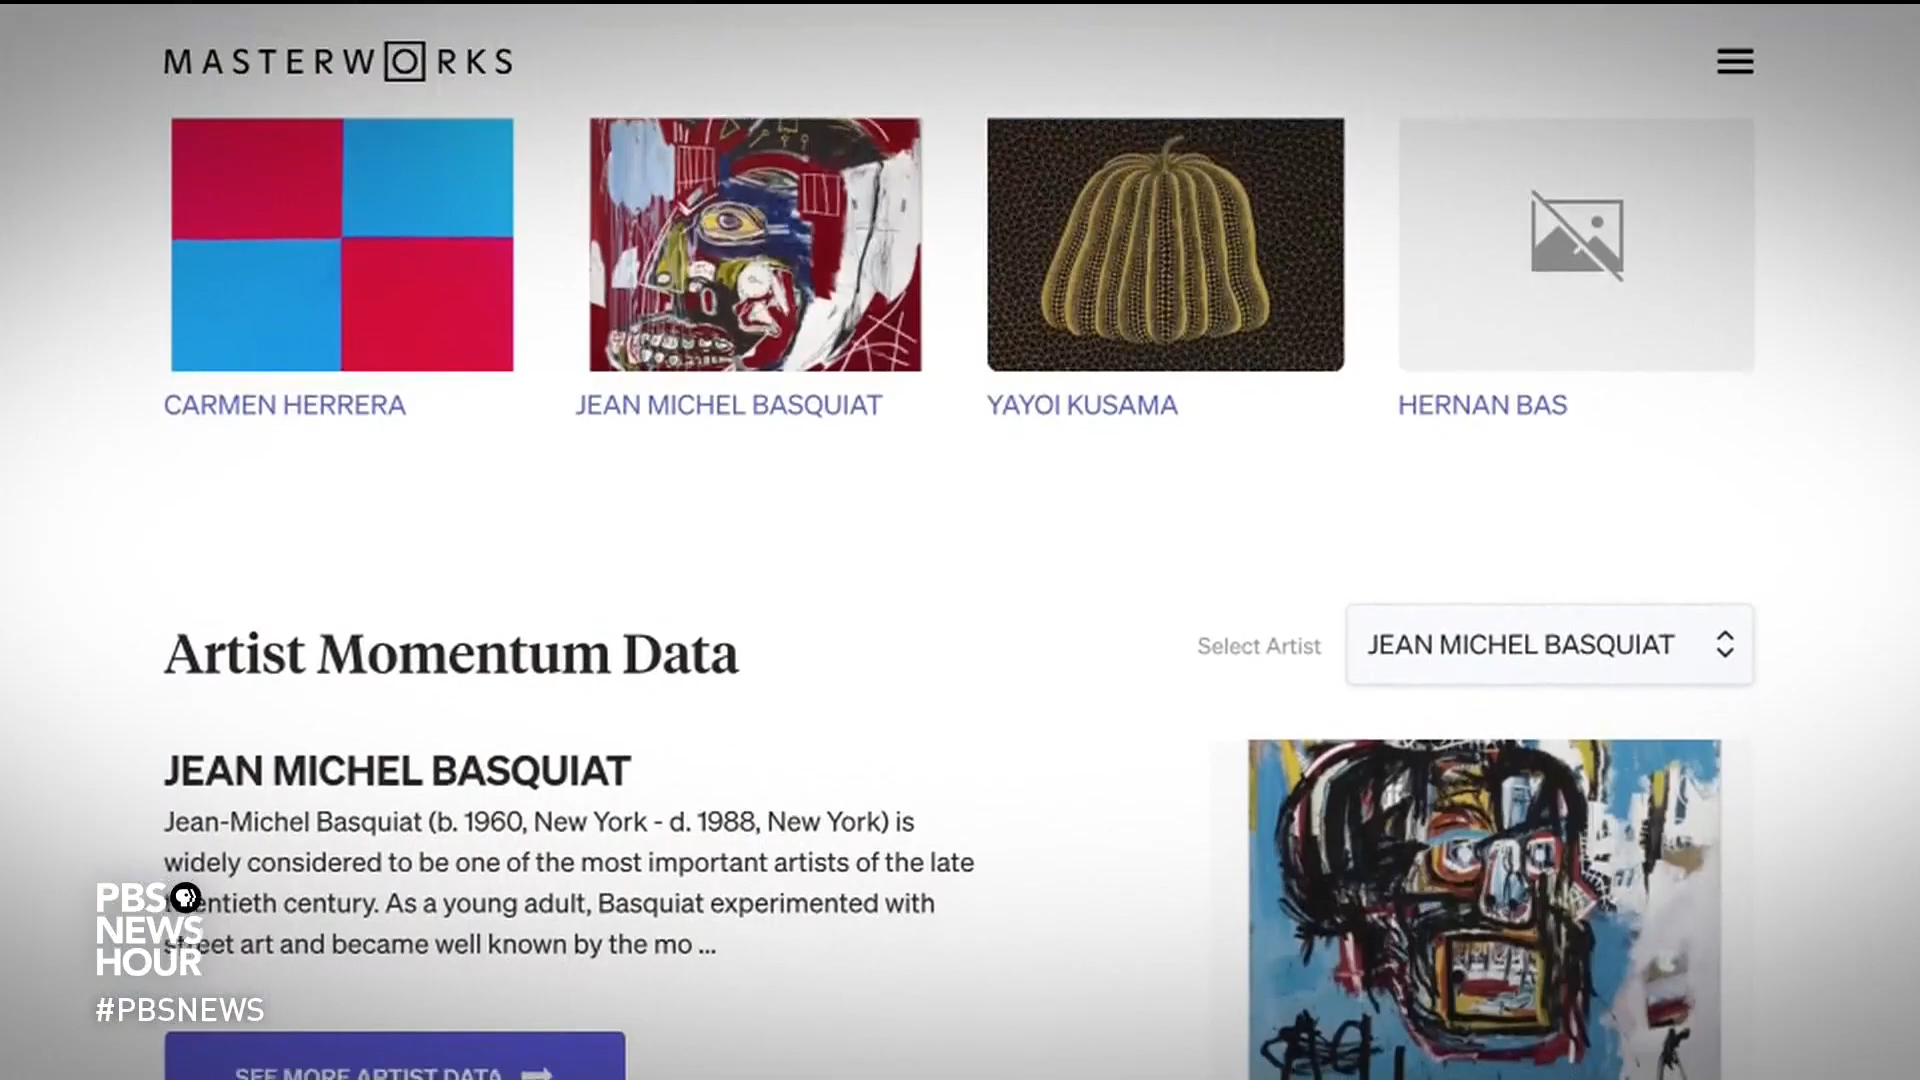 MASTERWORKS
CARMEN HERRERA
JEAN MICHEL BASQUIAT
YAYOI KUSAMA
HERNAN BAS
Artist Momentum Data
Select Artist
JEAN MICHEL BASQUIAT
JEAN MICHEL BASQUIAT
Jean-Michel Basquiat (b. 1960, New York - d. 1988, New York) is
widely considered to be one of the most important artists of the late
twentieth century. As a young adult, Basquiat experimented with
street art and became well known by the mo ...
PBS
NEWS
HOUR
#PBSNEWS
SEE MORE ARTIST DATA